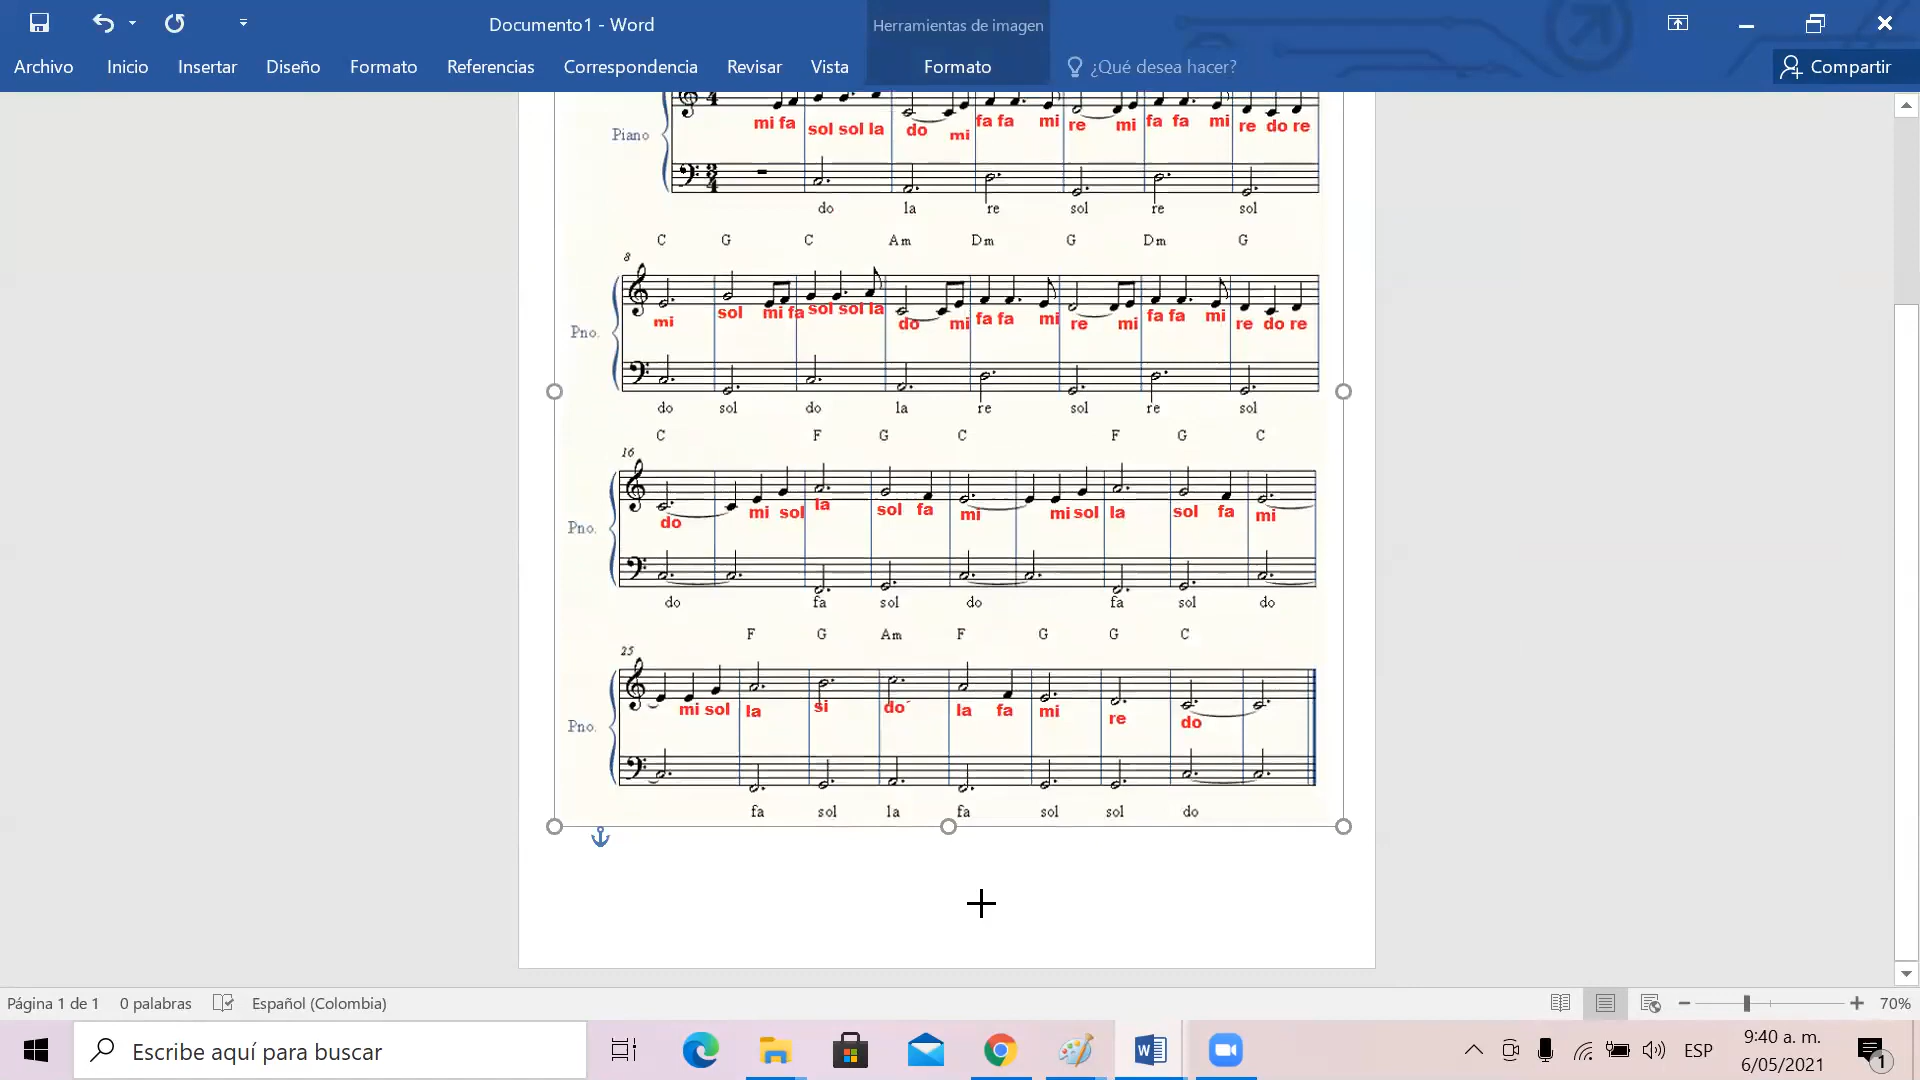 Documento1 - Word
Herramientas de imagen
Archivo Inicio Insertar Diseño Formato Referencias Correspondencia Revisar Vista Formato ¿Qué desea hacer? Compartir
4
mi fa sol sol la do mi fa fa mi re mi fa fa mi re do re
Piano
3
4
do la re sol re sol
C G C Am Dm G Dm G
8
mi sol mi fa sol sol la do mi fa fa mi re mi fa fa mi re do re
Pno.
do sol do la re sol re sol
C F G C F G C
16
do mi sol la sol fa mi mi sol la sol fa mi
Pno.
do fa sol do fa sol do
F G Am F G G C
25
mi sol la si do´ la fa mi re do
Pno.
fa sol la fa sol sol do
Página 1 de 1 0 palabras Español (Colombia) 70%
Escribe aquí para buscar
ESP
9:40 a. m.
6/05/2021
1